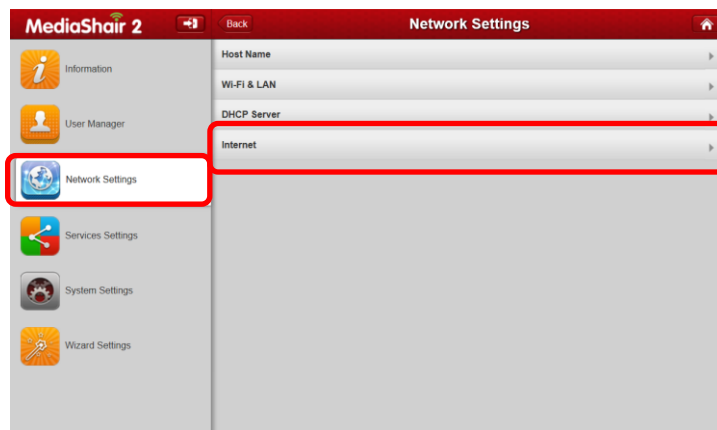 MediaShair 2
Back
Network Settings
Information
User Manager
Network Settings
Services Settings
System Settings
Wizard Settings
Host Name
Wi-Fi & LAN
DHCP Server
Internet